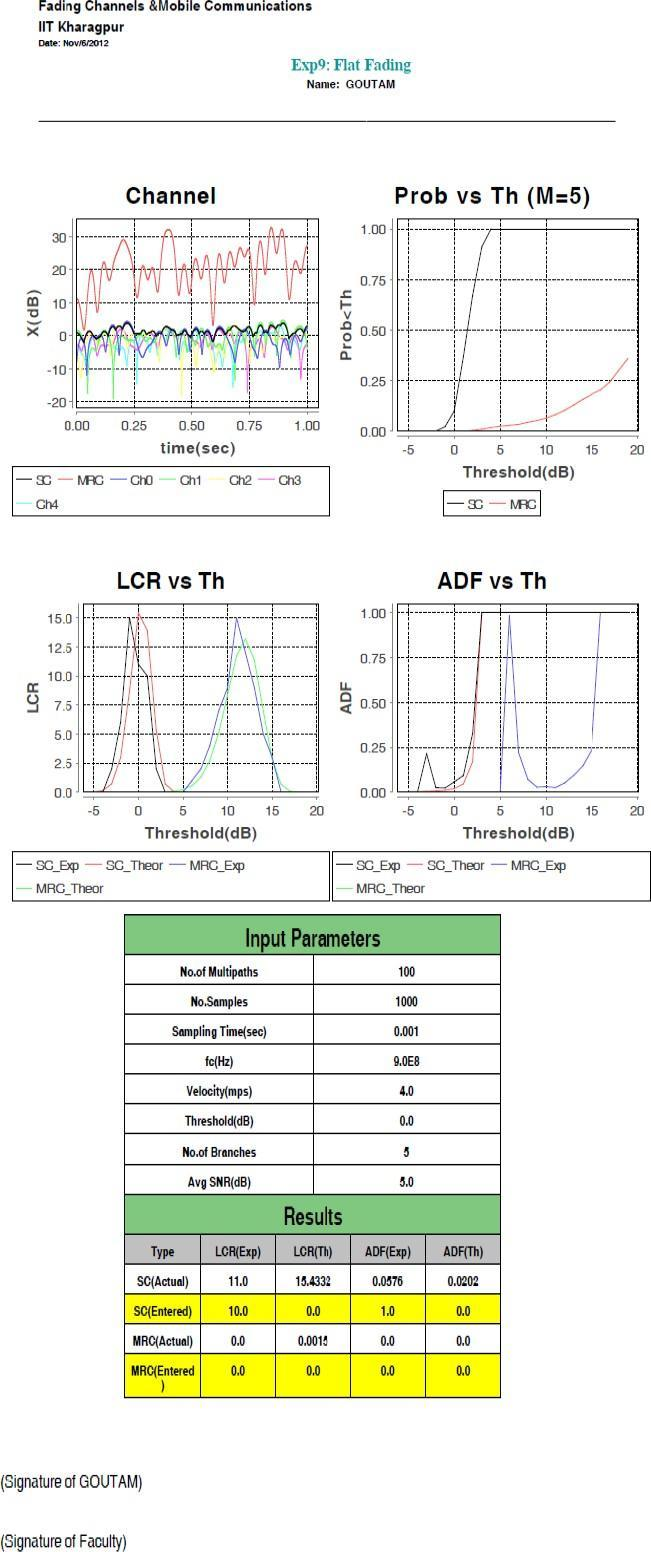 Fading Channels &Mobile Communications
IIT Kharagpur
Date: Nov/6/2012
Exp9: Flat Fading
Name: GOUTAM
Channel
X(dB)
30
20
10
0
-10
-20
0.00 0.25 0.50 0.75 1.00
time(sec)
SC MRC Ch0 Ch1 Ch2 Ch3
Ch4
Prob vs Th (M=5)
Prob<Th
1.00
0.75
0.50
0.25
0.00
-5 0 5 10 15 20
Threshold(dB)
SC MRC
LCR vs Th
LCR
15.0
12.5
10.0
7.5
5.0
2.5
0.0
-5 0 5 10 15 20
Threshold(dB)
SC_Exp SC_Theor MRC_Exp
MRC_Theor
ADF vs Th
ADF
1.00
0.75
0.50
0.25
0.00
-5 0 5 10 15 20
Threshold(dB)
SC_Exp SC_Theor MRC_Exp
MRC_Theor
Input Parameters
No.of Multipaths 100
No.Samples 1000
Sampling Time(sec) 0.001
fc(Hz) 9.0E8
Velocity(mps) 4.0
Threshold(dB) 0.0
No.of Branches 5
Avg SNR(dB) 5.0
Results
Type LCR(Exp) LCR(Th) ADF(Exp) ADF(Th)
SC(Actual) 11.0 15.4332 0.0576 0.0202
SC(Entered) 10.0 0.0 1.0 0.0
MRC(Actual) 0.0 0.0015 0.0 0.0
MRC(Entered 0.0 0.0 0.0 0.0
)
(Signature of GOUTAM)
(Signature of Faculty)